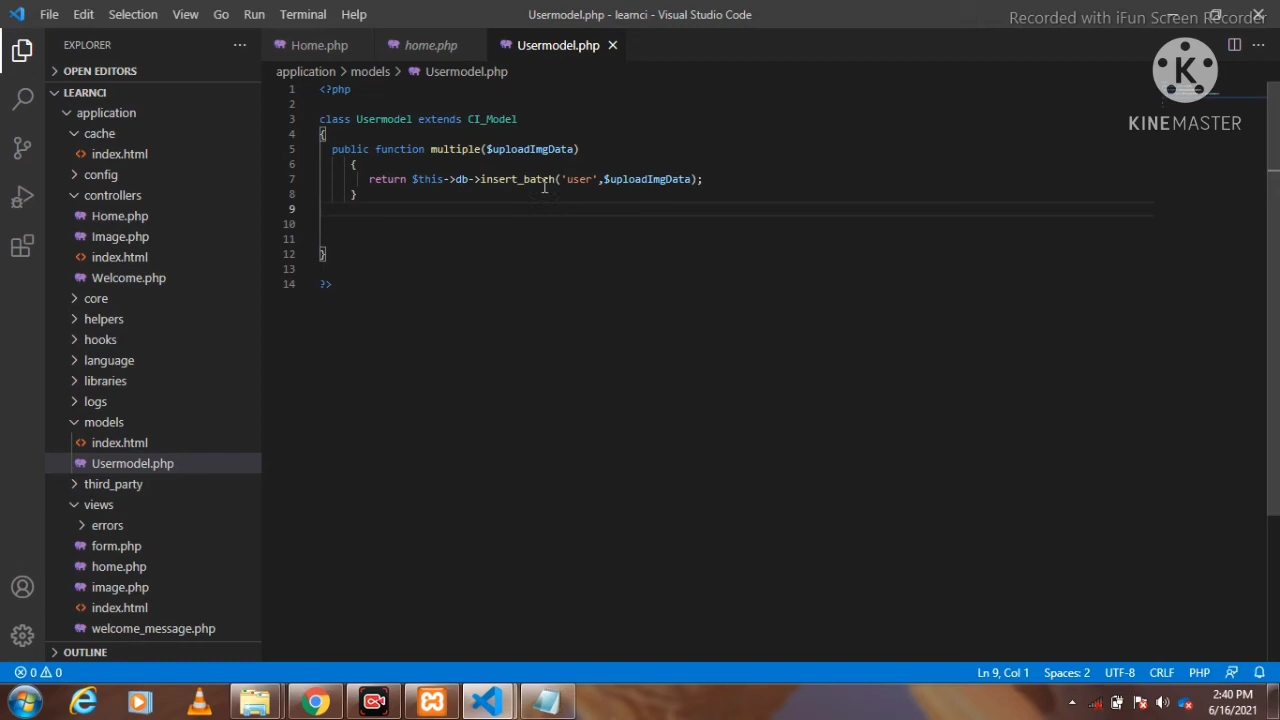 File Edit Selection View Go Run Terminal Help
Usermodel.php - learnci - Visual Studio Code
Recorded with iFun Screen Recorder
EXPLORER
Home.php
home.php
Usermodel.php
OPEN EDITORS
application > models > Usermodel.php
K
KINEMASTER
LEARNCI
application
cache
index.html
config
controllers
Home.php
Image.php
index.html
Welcome.php
core
helpers
hooks
language
libraries
logs
models
index.html
Usermodel.php
third_party
views
errors
form.php
home.php
image.php
index.html
welcome_message.php
OUTLINE
1 <?php
2
3 class Usermodel extends CI_Model
4 {
5 public function multiple($uploadImgData)
6 {
7 return $this->db->insert_batch('user',$uploadImgData);
8 }
9
10
11
12 }
13
14 ?>
0 0
Ln 9, Col 1 Spaces: 2 UTF-8 CRLF PHP
2:40 PM
6/16/2021